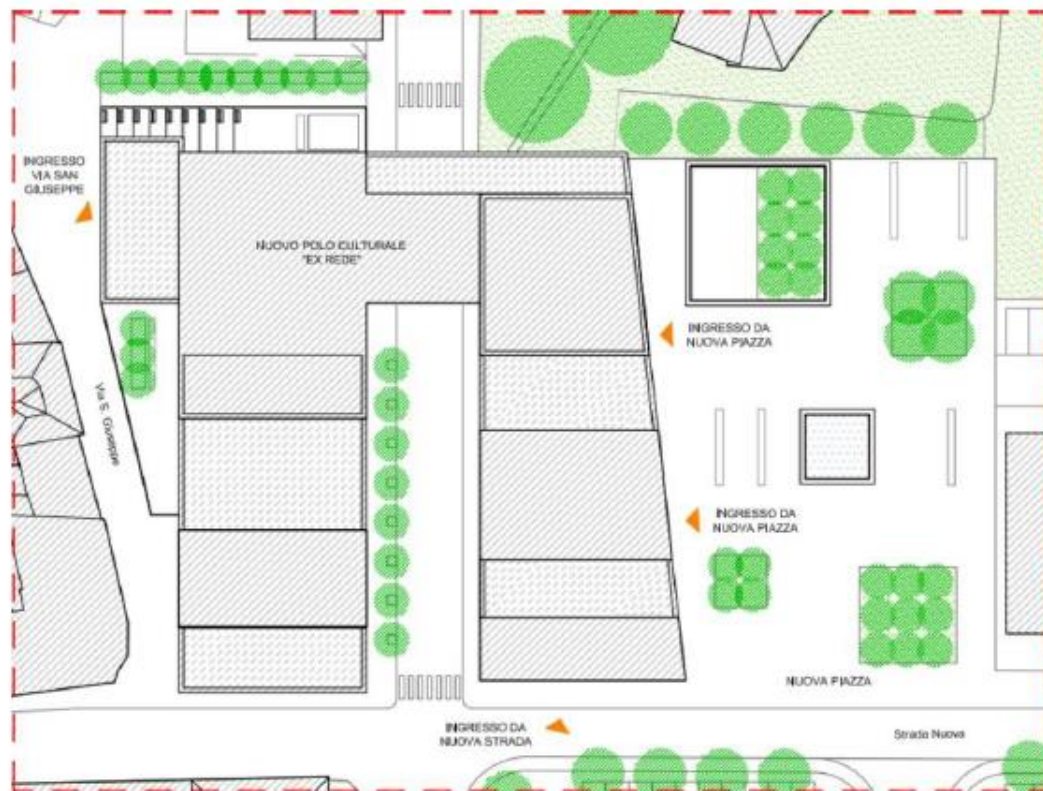 INGRESSO
VIA SAN
GIUSEPPE
NUOVO POLO CULTURALE
"EX REDE"
INGRESSO DA
NUOVA PIAZZA
Via S. Giuseppe
INGRESSO DA
NUOVA PIAZZA
NUOVA PIAZZA
INGRESSO DA
NUOVA STRADA
Strada Nuova